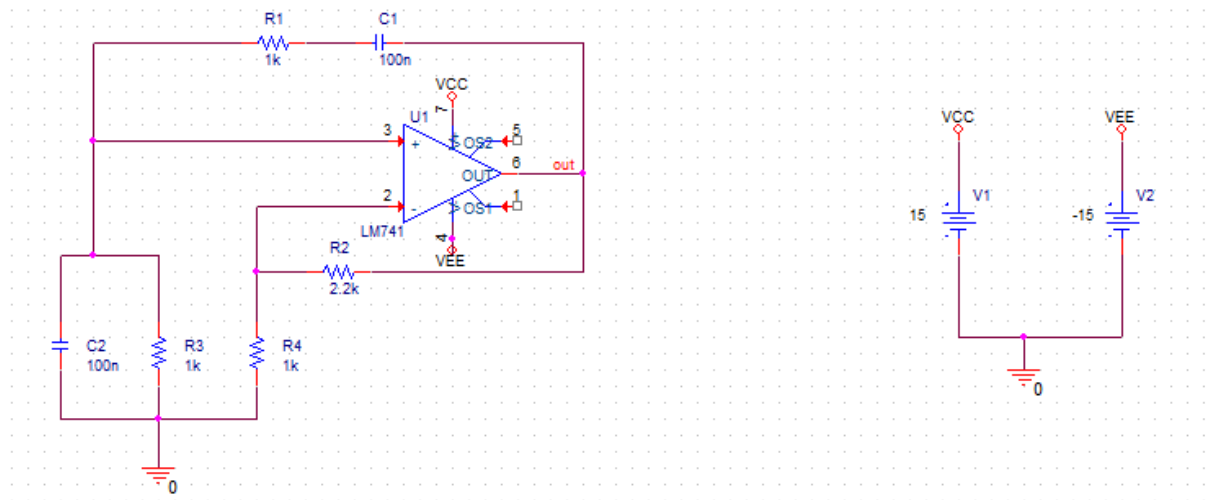 R1
1k
C1
100n
VCC
7
U1
3
+
OS2
5
6
OUT
out
2
-
OS1
1
LM741
4
VEE
R2
2.2k
C2
100n
R3
1k
R4
1k
0
VCC
VEE
V1
15
V2
-15
0